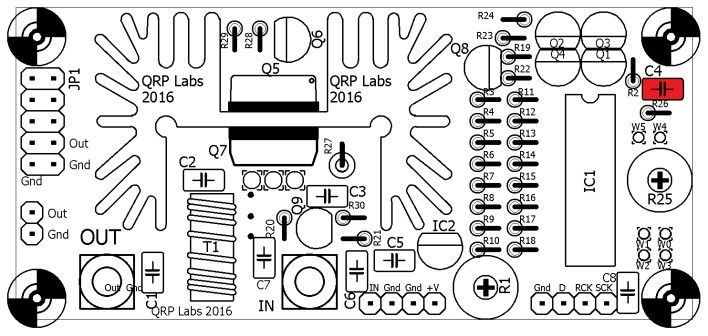 R24
R23
R29
R28
Q6
Q8
R19
R22
Q2
Q3
Q4
Q1
R2
C4
R26
W5 W4
JP1
QRP Labs
2016
Q5
QRP Labs
2016
R3 R11
R4 R12
R5 R13
R6 R14
R7 R15
R8 R16
R9 R17
R10 R18
Out
Gnd
Gnd
Q7
R27
C2
C3
Q9
R30
R20
R21
IC1
R25
Out
Gnd
OUT
T1
IC2
C5
W1 W0
W2 W3
C7
C6
C8
Out Gnd
C1
QRP Labs 2016
IN
IN Gnd Gnd +V
R1
Gnd D RCK SCK